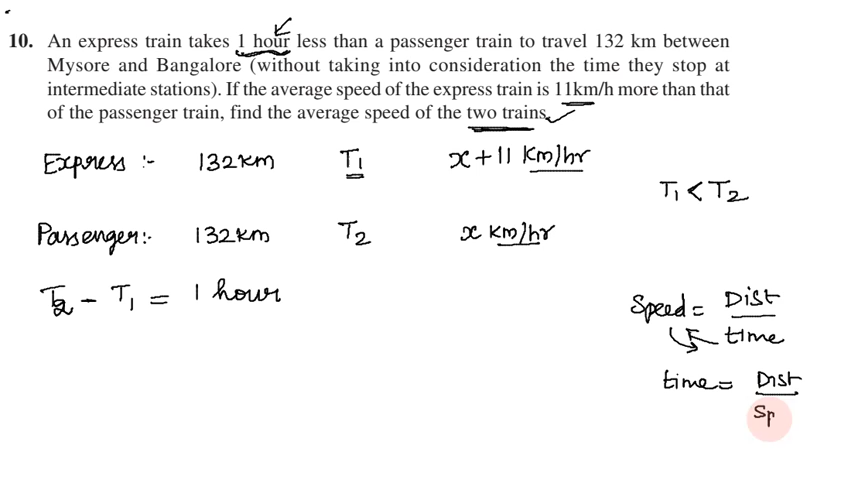 10. An express train takes 1 hour less than a passenger train to travel 132 km between
Mysore and Bangalore (without taking into consideration the time they stop at
intermediate stations). If the average speed of the express train is 11km/h more than that
of the passenger train, find the average speed of the two trains.
Express :- 132km T1 x+11 Km/hr
T1 < T2
Passenger:- 132km T2 x km/hr
T2 - T1 = 1 hour
Speed = Dist
time
time = Dist
Sp